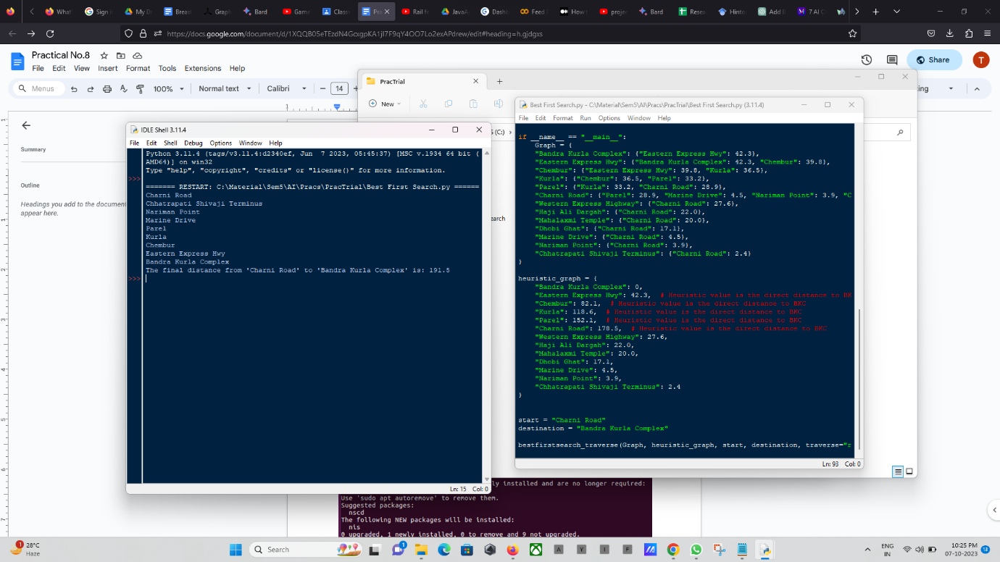 What'
Sign i
My Dr
Breast
Graph
Bard
Game
Classw
Prac
Rail fe
JavaA
Dashb
Feed B
How t
projec
Bard
Resea
Hinton
Add B
7 AI C
https://docs.google.com/document/d/1XQQB05eTEzdN4GcxgpKA1jI7F9qY4OO7Lo2exAPdrew/edit#heading=h.gjdgxs
Practical No.8
File Edit View Insert Format Tools Extensions Help
Share
T
Menus
100%
Normal text
Calibri
14
ing
Summary
Outline
Headings you add to the document
appear here.
PracTrial
New
(C:)
earch
IDLE Shell 3.11.4
File Edit Shell Debug Options Window Help
Python 3.11.4 (tags/v3.11.4:d2340ef, Jun 7 2023, 05:45:37) [MSC v.1934 64 bit (
AMD64)] on win32
Type "help", "copyright", "credits" or "license()" for more information.
>>>
======= RESTART: C:\Material\Sem5\AI\Pracs\PracTrial\Best First Search.py ======
Charni Road
Chhatrapati Shivaji Terminus
Nariman Point
Marine Drive
Parel
Kurla
Chembur
Eastern Express Hwy
Bandra Kurla Complex
The final distance from 'Charni Road' to 'Bandra Kurla Complex' is: 191.5
>>>
Ln: 15 Col: 0
Best First Search.py - C:\Material\Sem5\AI\Pracs\PracTrial\Best First Search.py (3.11.4)
File Edit Format Run Options Window Help
if __name__ == "__main__":
Graph = {
"Bandra Kurla Complex": {"Eastern Express Hwy": 42.3},
"Eastern Express Hwy": {"Bandra Kurla Complex": 42.3, "Chembur": 39.8},
"Chembur": {"Eastern Express Hwy": 39.8, "Kurla": 36.5},
"Kurla": {"Chembur": 36.5, "Parel": 33.2},
"Parel": {"Kurla": 33.2, "Charni Road": 28.9},
"Charni Road": {"Parel": 28.9, "Marine Drive": 4.5, "Nariman Point": 3.9, "C
"Western Express Highway": {"Charni Road": 27.6},
"Haji Ali Dargah": {"Charni Road": 22.0},
"Mahalaxmi Temple": {"Charni Road": 20.0},
"Dhobi Ghat": {"Charni Road": 17.1},
"Marine Drive": {"Charni Road": 4.5},
"Nariman Point": {"Charni Road": 3.9},
"Chhatrapati Shivaji Terminus": {"Charni Road": 2.4}
}
heuristic_graph = {
"Bandra Kurla Complex": 0,
"Eastern Express Hwy": 42.3, # Heuristic value is the direct distance to BK
"Chembur": 82.1, # Heuristic value is the direct distance to BKC
"Kurla": 118.6, # Heuristic value is the direct distance to BKC
"Parel": 152.1, # Heuristic value is the direct distance to BKC
"Charni Road": 178.5, # Heuristic value is the direct distance to BKC
"Western Express Highway": 27.6,
"Haji Ali Dargah": 22.0,
"Mahalaxmi Temple": 20.0,
"Dhobi Ghat": 17.1,
"Marine Drive": 4.5,
"Nariman Point": 3.9,
"Chhatrapati Shivaji Terminus": 2.4
}
start = "Charni Road"
destination = "Bandra Kurla Complex"
bestfirstsearch_traverse(Graph, heuristic_graph, start, destination, traverse="r
Ln: 93 Col: 0
ly installed and are no longer required:
Use 'sudo apt autoremove' to remove them.
Suggested packages:
nscd
The following NEW packages will be installed:
nis
0 upgraded, 1 newly installed, 0 to remove and 9 not upgraded.
28°C
Haze
Search
A Y I F
ENG
IN
10:25 PM
07-10-2023
13